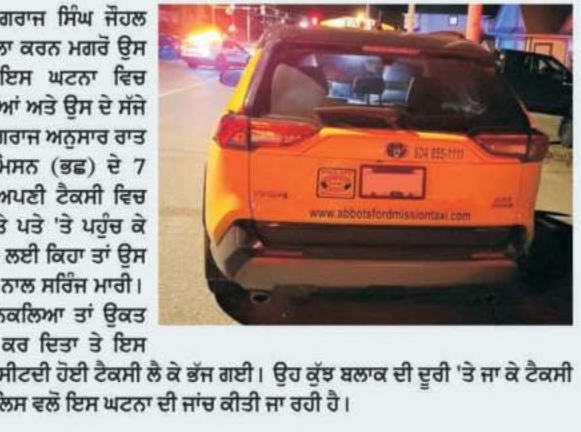 ਗਰਾਜ ਸਿੰਘ ਜੌਹਲ
ਲਾ ਕਰਨ ਮਗਰੋਂ ਉਸ
ਇਸ ਘਟਨਾ ਵਿਚ
ਆਂ ਅਤੇ ਉਸ ਦੇ ਸੱਜੇ
ਗਰਾਜ ਅਨੁਸਾਰ ਰਾਤ
ਮਿਸਨ (ਭਛ) ਦੇ 7
ਅਪਣੀ ਟੈਕਸੀ ਵਿਚ
ਤੇ ਪਤੇ 'ਤੇ ਪਹੁੰਚ ਕੇ
ਲਈ ਕਿਹਾ ਤਾਂ ਉਸ
ਨਾਲ ਸਰਿੰਜ ਮਾਰੀ।
ਨਕਲਿਆ ਤਾਂ ਉਕਤ
ਕਰ ਦਿਤਾ ਤੇ ਇਸ
ਸੀਟਦੀ ਹੋਈ ਟੈਕਸੀ ਲੈ ਕੇ ਭੱਜ ਗਈ। ਉਹ ਕੁੱਝ ਬਲਾਕ ਦੀ ਦੂਰੀ 'ਤੇ ਜਾ ਕੇ ਟੈਕਸੀ
ਲਿਸ ਵਲੋਂ ਇਸ ਘਟਨਾ ਦੀ ਜਾਂਚ ਕੀਤੀ ਜਾ ਰਹੀ ਹੈ।
604 855-1111
www.abbotsfordmissiontaxi.com